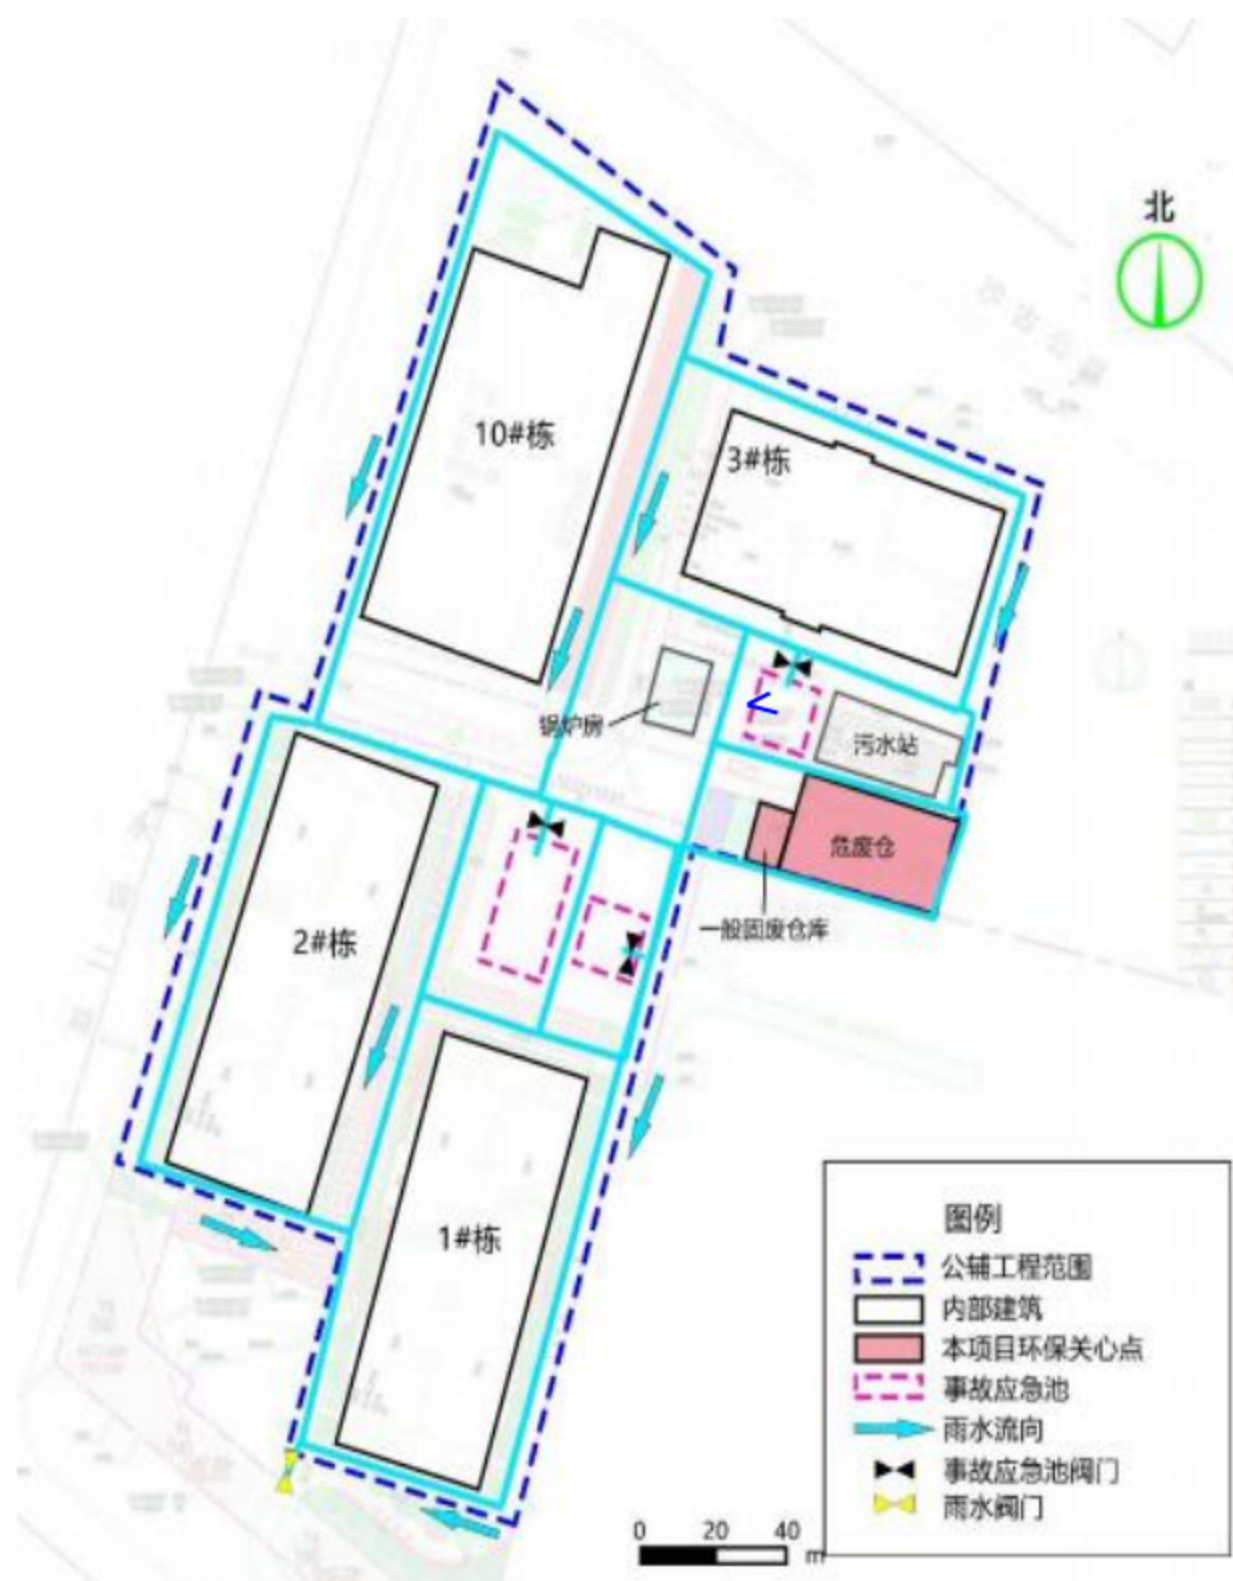 北
10#栋
3#栋
锅炉房
污水站
危废仓
一般固废仓库
2#栋
1#栋
图例
公辅工程范围
内部建筑
本项目环保关心点
事故应急池
雨水流向
事故应急池阀门
雨水阀门
0 20 40
m